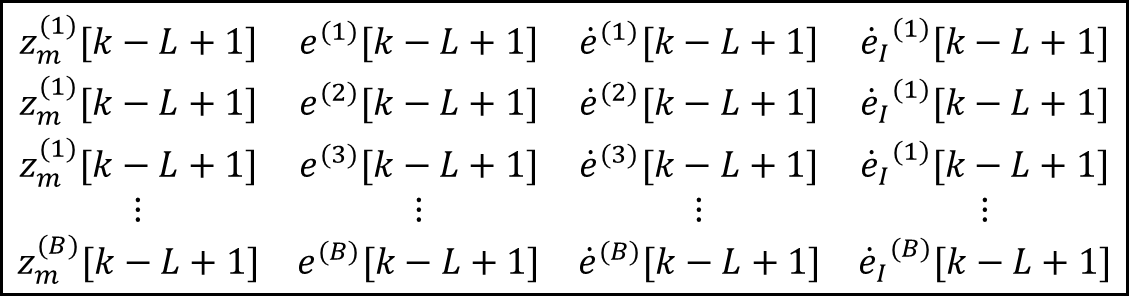 z_m^{(1)}[k − L + 1] e^{(1)}[k − L + 1] ė^{(1)}[k − L + 1] ė_I^{(1)}[k − L + 1]
z_m^{(1)}[k − L + 1] e^{(2)}[k − L + 1] ė^{(2)}[k − L + 1] ė_I^{(1)}[k − L + 1]
z_m^{(1)}[k − L + 1] e^{(3)}[k − L + 1] ė^{(3)}[k − L + 1] ė_I^{(1)}[k − L + 1]
⋮ ⋮ ⋮ ⋮
z_m^{(B)}[k − L + 1] e^{(B)}[k − L + 1] ė^{(B)}[k − L + 1] ė_I^{(B)}[k − L + 1]